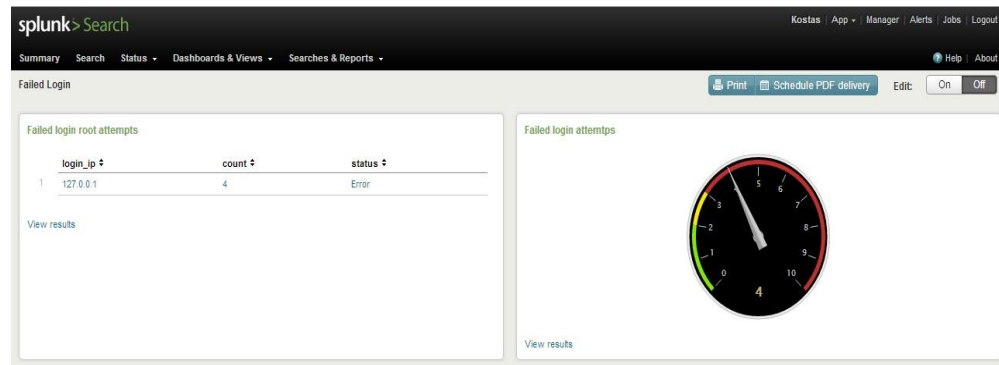 splunk> Search
Kostas | App | Manager | Alerts | Jobs | Logout
Summary Search Status Dashboards & Views Searches & Reports
Help | About
Failed Login
Print Schedule PDF delivery Edit: On Off
Failed login root attempts
login_ip count status
1 127.0.0.1 4 Error
View results
Failed login attemtps
0 1 2 3 4 5 6 7 8 9 10
4
View results